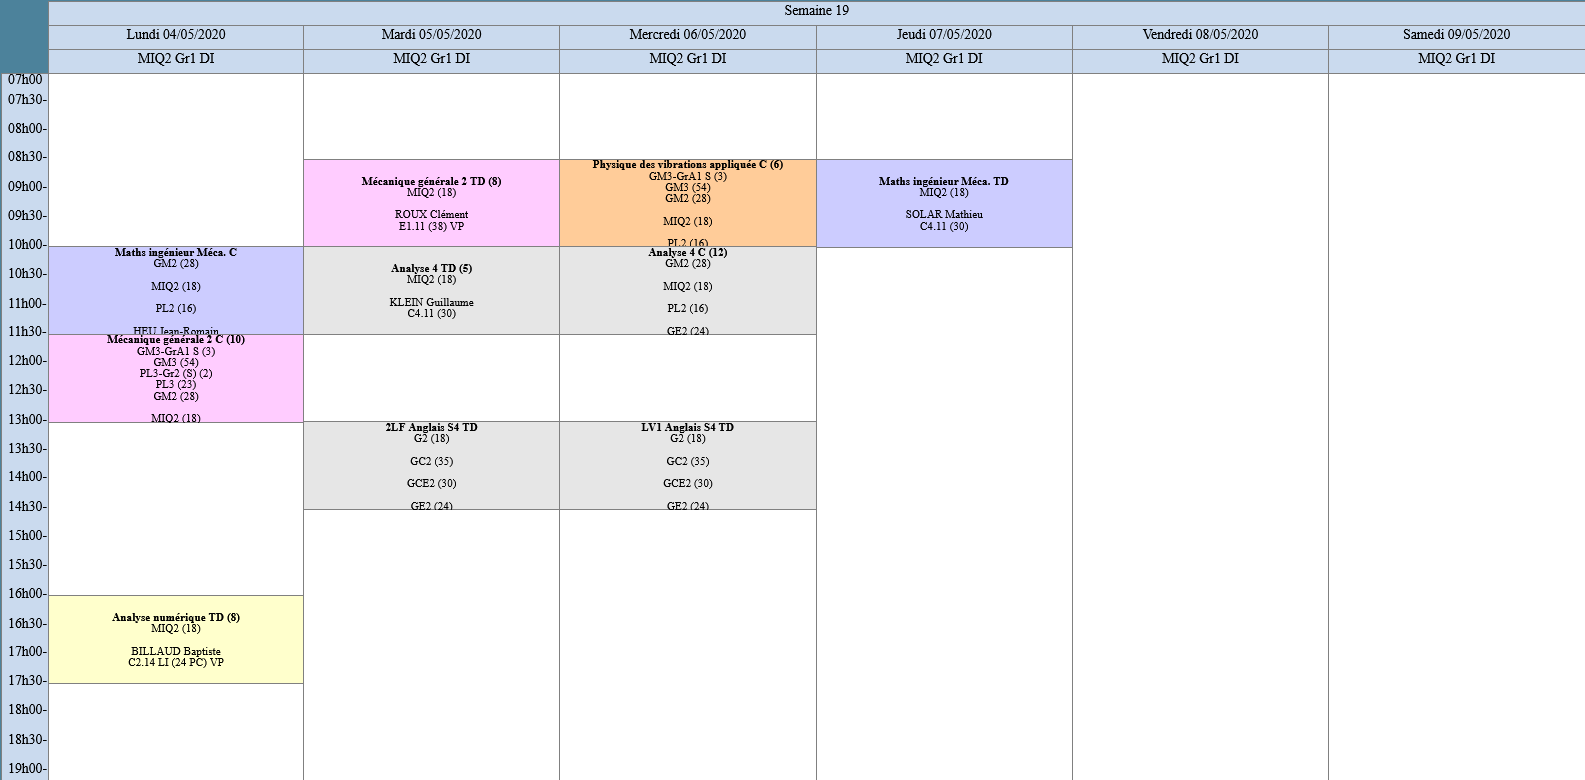 Semaine 19
Lundi 04/05/2020
Mardi 05/05/2020
Mercredi 06/05/2020
Jeudi 07/05/2020
Vendredi 08/05/2020
Samedi 09/05/2020
MIQ2 Gr1 DI
MIQ2 Gr1 DI
MIQ2 Gr1 DI
MIQ2 Gr1 DI
MIQ2 Gr1 DI
MIQ2 Gr1 DI
07h00
07h30-
08h00-
08h30-
09h00-
09h30-
10h00-
10h30-
11h00-
11h30-
12h00-
12h30-
13h00-
13h30-
14h00-
14h30-
15h00-
15h30-
16h00-
16h30-
17h00-
17h30-
18h00-
18h30-
19h00-
Maths ingénieur Méca. C
GM2 (28)
MIQ2 (18)
PL2 (16)
HEU Jean-Romain
Mécanique générale 2 C (10)
GM3-GrA1 S (3)
GM3 (54)
PL3-Gr2 (S) (2)
PL3 (23)
GM2 (28)
MIQ2 (18)
Analyse numérique TD (8)
MIQ2 (18)
BILLAUD Baptiste
C2.14 LI (24 PC) VP
Mécanique générale 2 TD (8)
MIQ2 (18)
ROUX Clément
E1.11 (38) VP
Analyse 4 TD (5)
MIQ2 (18)
KLEIN Guillaume
C4.11 (30)
2LF Anglais S4 TD
G2 (18)
GC2 (35)
GCE2 (30)
GE2 (24)
Physique des vibrations appliquée C (6)
GM3-GrA1 S (3)
GM3 (54)
GM2 (28)
MIQ2 (18)
PL2 (16)
Analyse 4 C (12)
GM2 (28)
MIQ2 (18)
PL2 (16)
GE2 (24)
LV1 Anglais S4 TD
G2 (18)
GC2 (35)
GCE2 (30)
GE2 (24)
Maths ingénieur Méca. TD
MIQ2 (18)
SOLAR Mathieu
C4.11 (30)